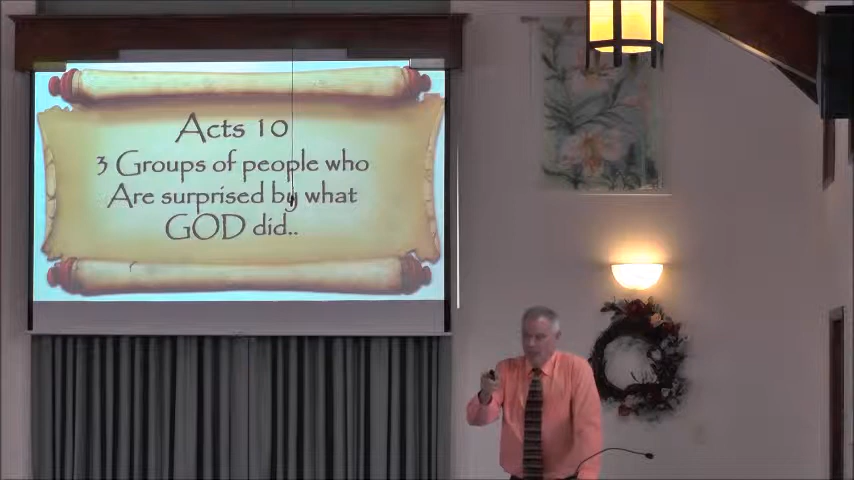 Acts 10
3 Groups of people who
Are surprised by what
GOD did..